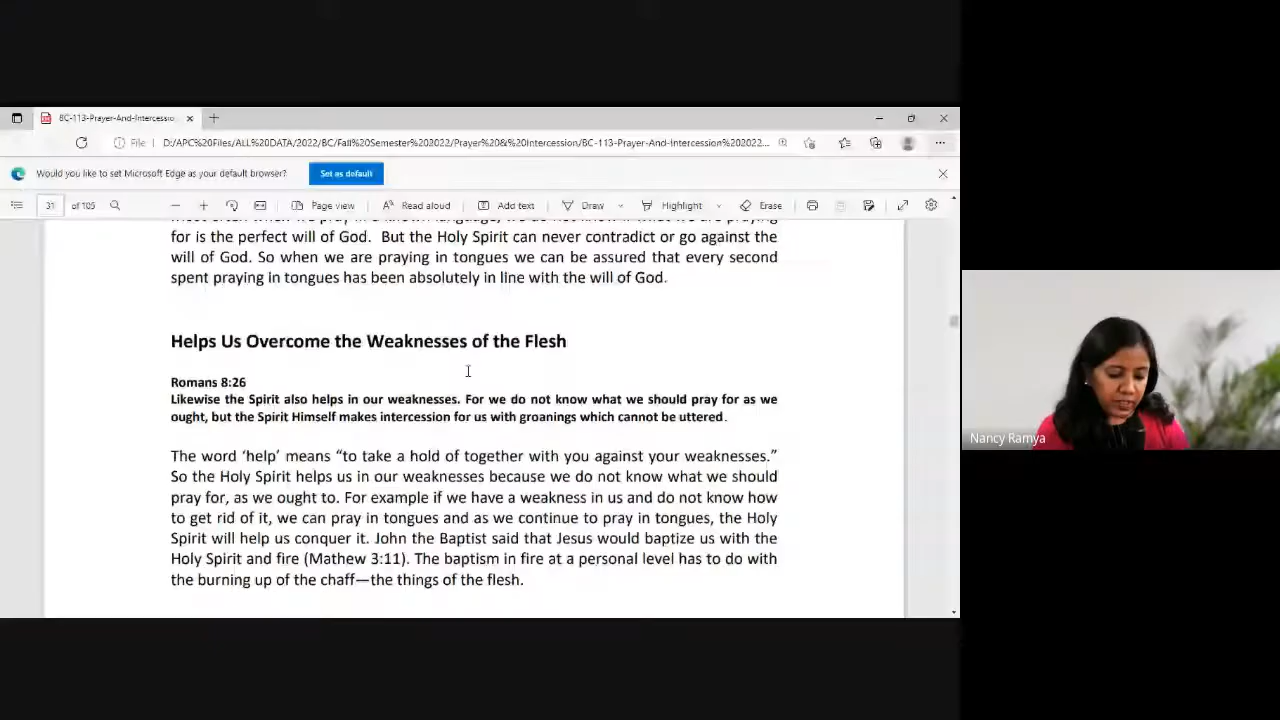 BC-113-Prayer-And-Intercessio
File
D:/APC%20Files/ALL%20DATA/2022/BC/Fall%20Semester%202022/Prayer%20&%20Intercession/BC-113-Prayer-And-Intercession%202022...
Would you like to set Microsoft Edge as your default browser?
Set as default
31 of 105
Page view
Read aloud
Add text
Draw
Highlight
Erase
for is the perfect will of God. But the Holy Spirit can never contradict or go against the
will of God. So when we are praying in tongues we can be assured that every second
spent praying in tongues has been absolutely in line with the will of God.
Helps Us Overcome the Weaknesses of the Flesh
Romans 8:26
Likewise the Spirit also helps in our weaknesses. For we do not know what we should pray for as we
ought, but the Spirit Himself makes intercession for us with groanings which cannot be uttered.
The word ‘help’ means “to take a hold of together with you against your weaknesses.”
So the Holy Spirit helps us in our weaknesses because we do not know what we should
pray for, as we ought to. For example if we have a weakness in us and do not know how
to get rid of it, we can pray in tongues and as we continue to pray in tongues, the Holy
Spirit will help us conquer it. John the Baptist said that Jesus would baptize us with the
Holy Spirit and fire (Mathew 3:11). The baptism in fire at a personal level has to do with
the burning up of the chaff—the things of the flesh.
Nancy Ramya